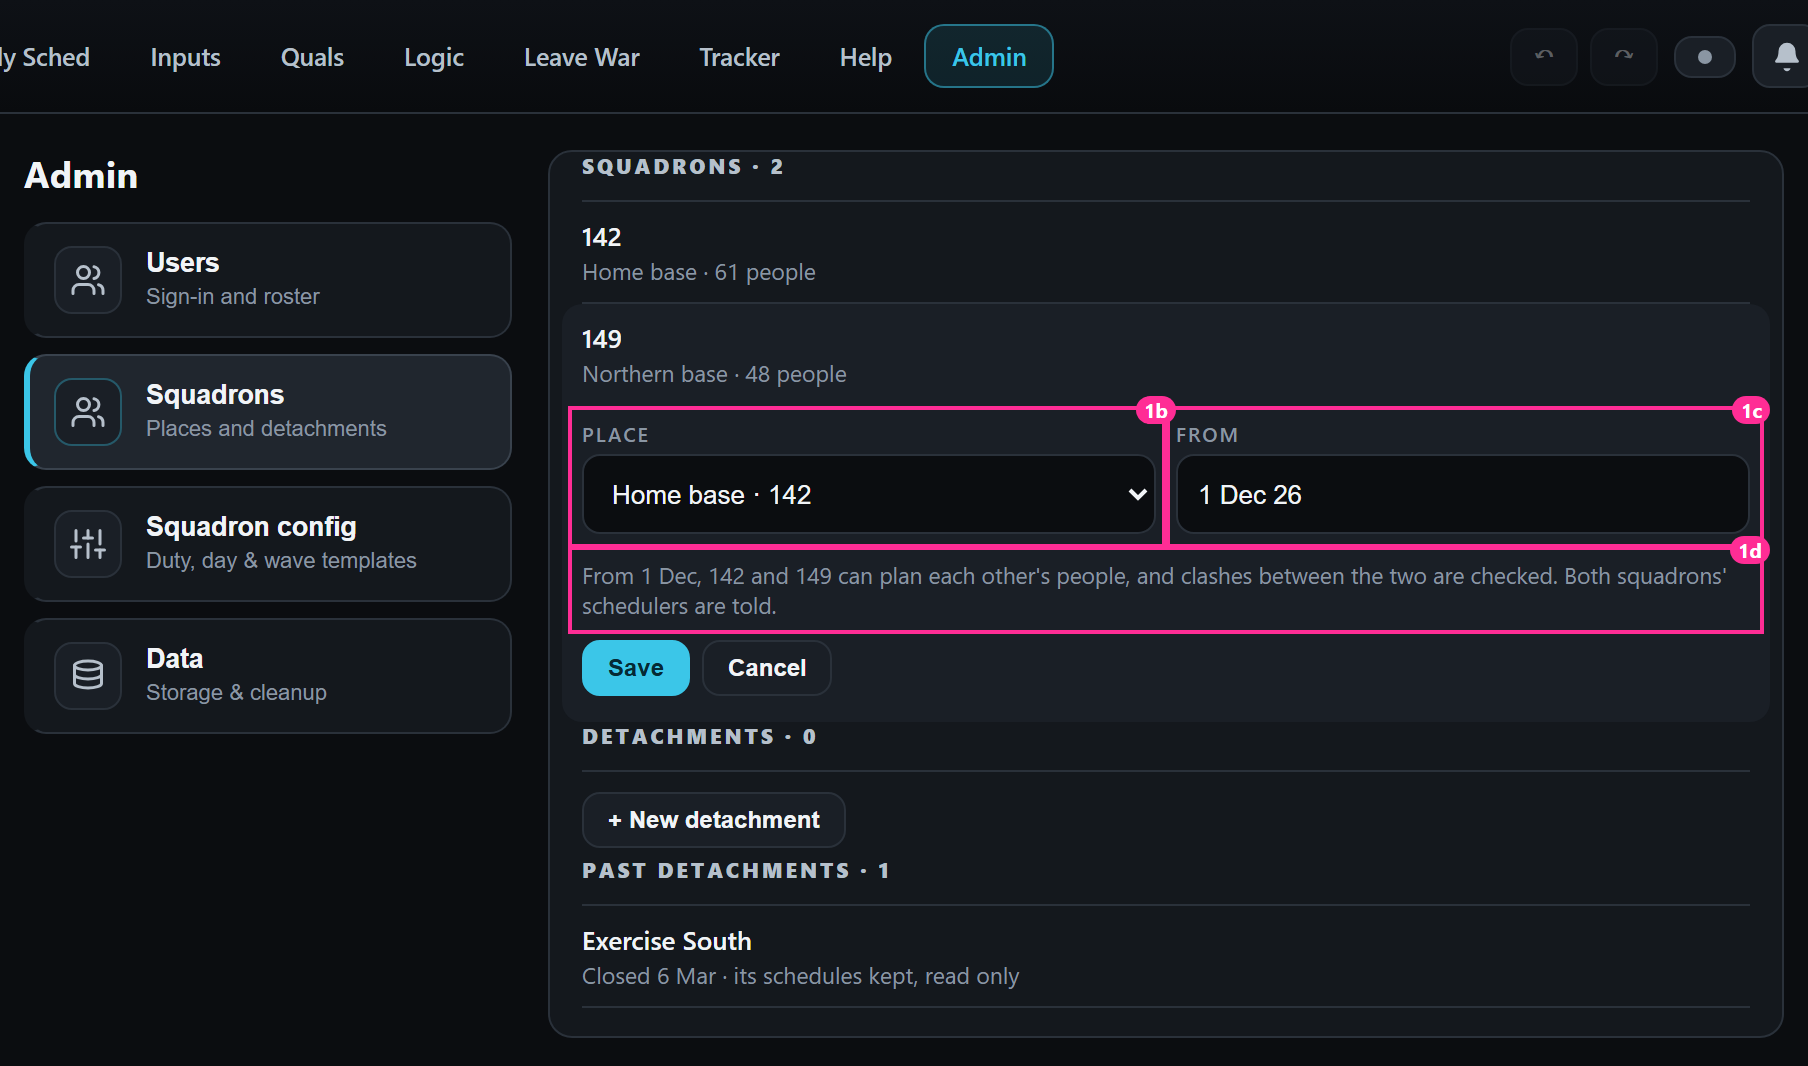 ly Sched Inputs Quals Logic Leave War Tracker Help Admin
Admin
Users
Sign-in and roster
Squadrons
Places and detachments
Squadron config
Duty, day & wave templates
Data
Storage & cleanup
SQUADRONS · 2
142
Home base · 61 people
149
Northern base · 48 people
1b
1c
PLACE
FROM
Home base · 142
1 Dec 26
1d
From 1 Dec, 142 and 149 can plan each other's people, and clashes between the two are checked. Both squadrons'
schedulers are told.
Save Cancel
DETACHMENTS · 0
+ New detachment
PAST DETACHMENTS · 1
Exercise South
Closed 6 Mar · its schedules kept, read only